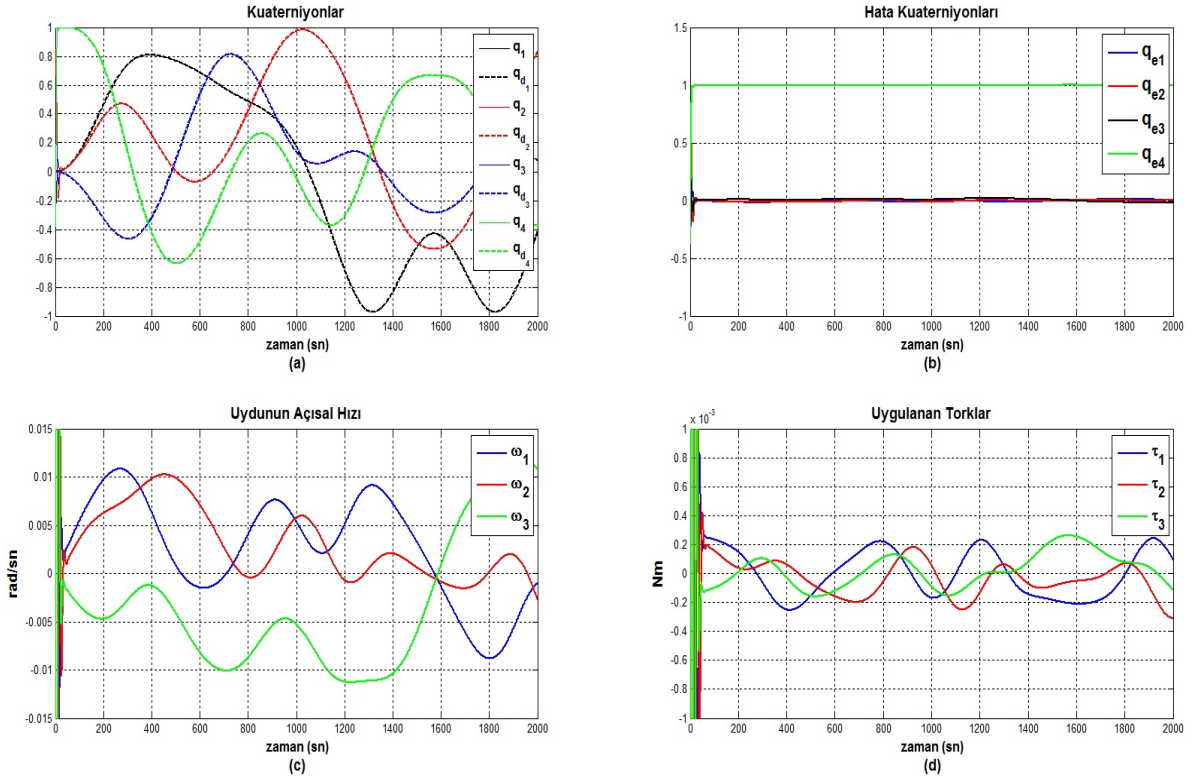 Kuaterniyonlar
1
0.8
0.6
0.4
0.2
0
-0.2
-0.4
-0.6
-0.8
-1
0 200 400 600 800 1000 1200 1400 1600 1800 2000
q1
qd1
q2
qd2
q3
qd3
q4
qd4
zaman (sn)
(a)
Hata Kuaterniyonları
1.5
1
0.5
0
-0.5
-1
0 200 400 600 800 1000 1200 1400 1600 1800 2000
qe1
qe2
qe3
qe4
zaman (sn)
(b)
Uydunun Açısal Hızı
rad/sn
0.015
0.01
0.005
0
-0.005
-0.01
-0.015
0 200 400 600 800 1000 1200 1400 1600 1800 2000
ω1
ω2
ω3
zaman (sn)
(c)
Uygulanan Torklar
x 10^-3
Nm
1
0.8
0.6
0.4
0.2
0
-0.2
-0.4
-0.6
-0.8
-1
0 200 400 600 800 1000 1200 1400 1600 1800 2000
τ1
τ2
τ3
zaman (sn)
(d)